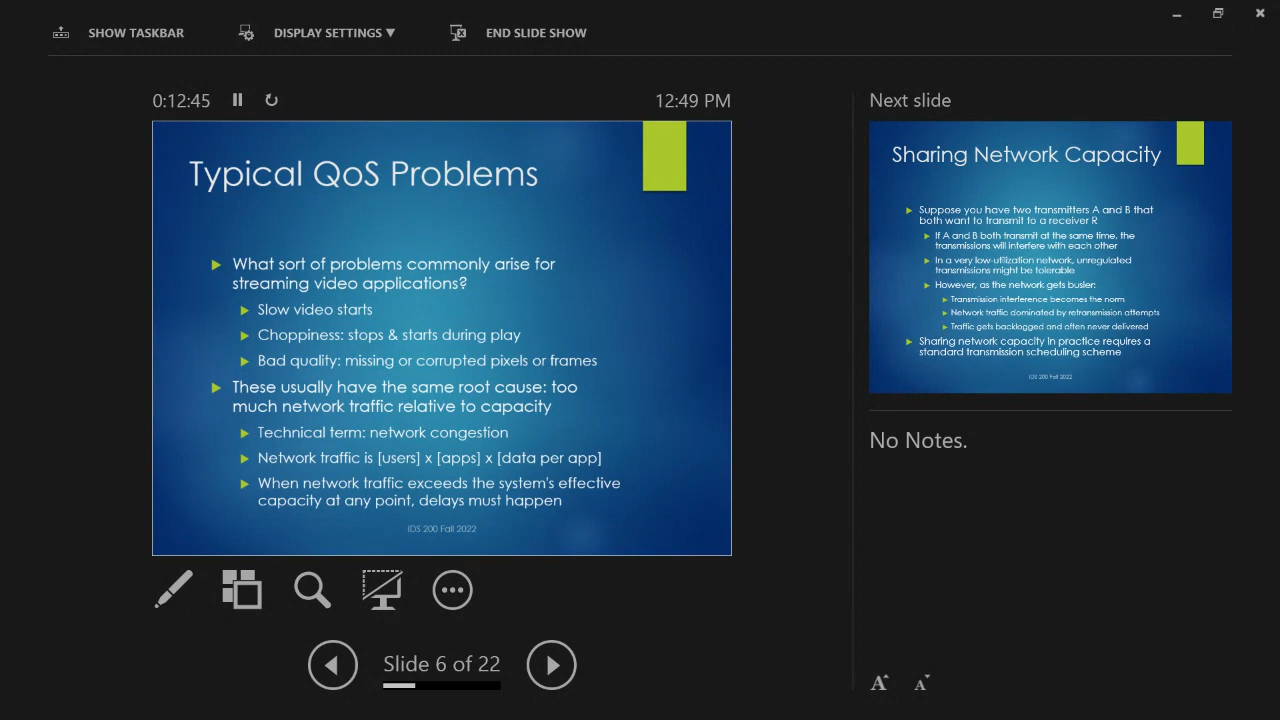 SHOW TASKBAR
DISPLAY SETTINGS ▼
END SLIDE SHOW
0:12:45
12:49 PM
Typical QoS Problems
What sort of problems commonly arise for
streaming video applications?
Slow video starts
Choppiness: stops & starts during play
Bad quality: missing or corrupted pixels or frames
These usually have the same root cause: too
much network traffic relative to capacity
Technical term: network congestion
Network traffic is [users] x [apps] x [data per app]
When network traffic exceeds the system's effective
capacity at any point, delays must happen
IDS 200 Fall 2022
Slide 6 of 22
Next slide
Sharing Network Capacity
Suppose you have two transmitters A and B that
both want to transmit to a receiver R
If A and B both transmit at the same time, the
transmissions will interfere with each other
In a very low-utilization network, unregulated
transmissions might be tolerable
However, as the network gets busier:
Transmission interference becomes the norm
Network traffic dominated by retransmission attempts
Traffic gets backlogged and often never delivered
Sharing network capacity in practice requires a
standard transmission scheduling scheme
IDS 200 Fall 2022
No Notes.
A A